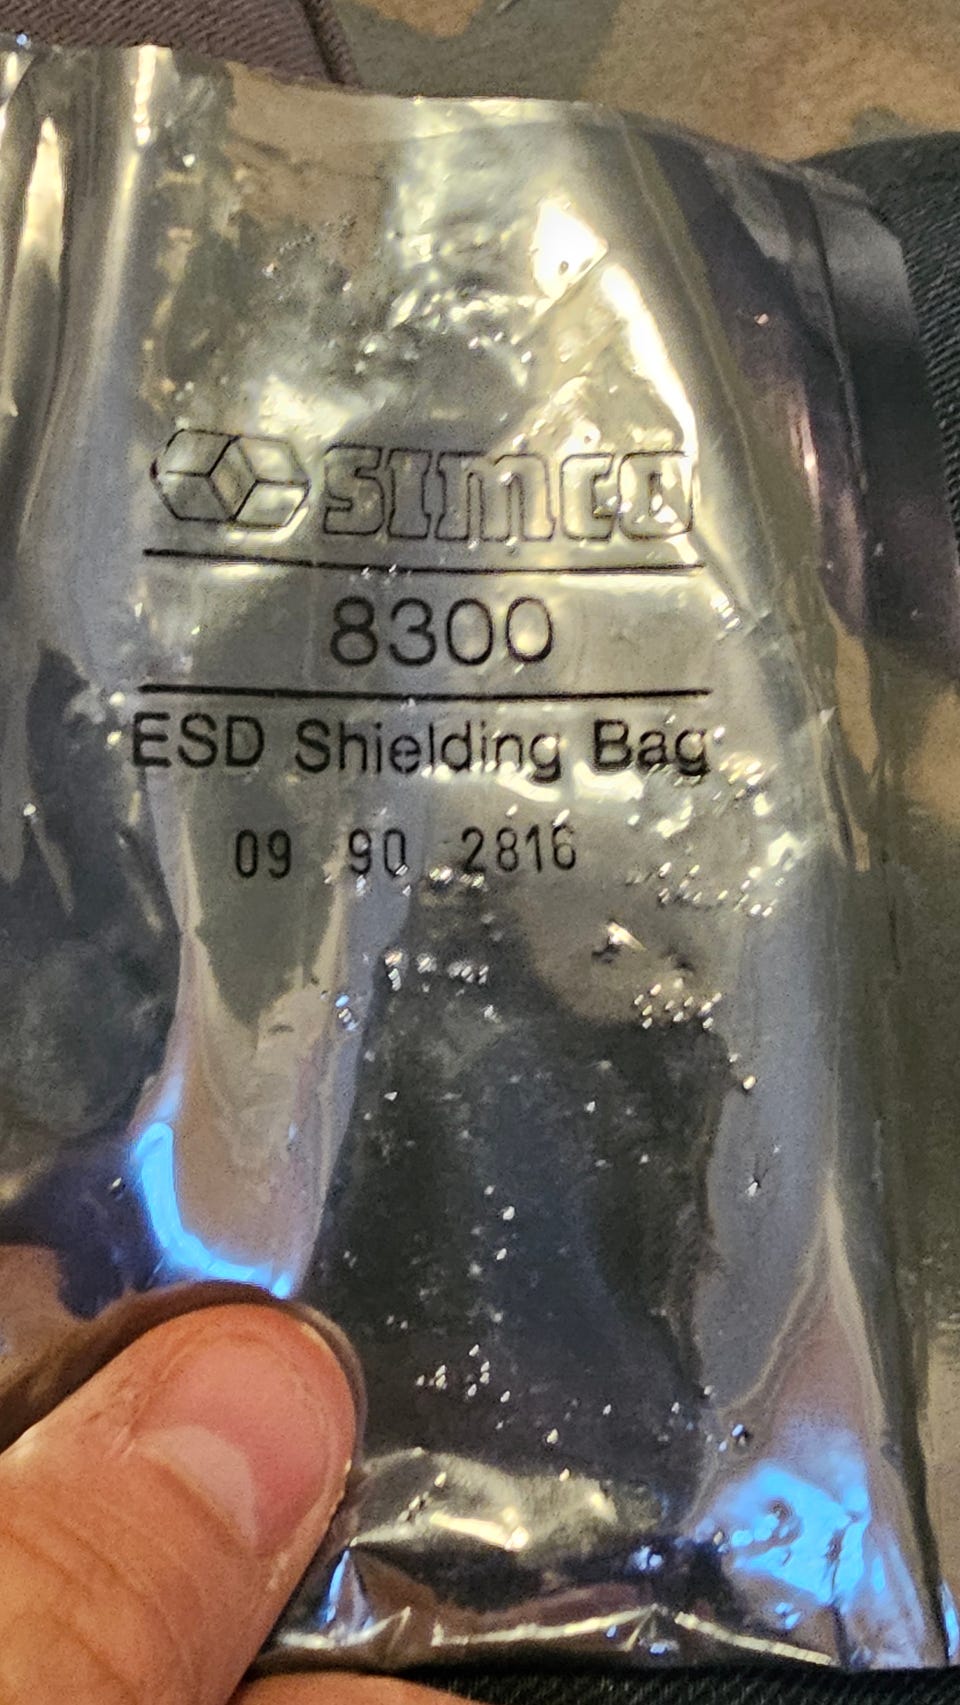 SIMCO
8300
ESD Shielding Bag
09 90 2816